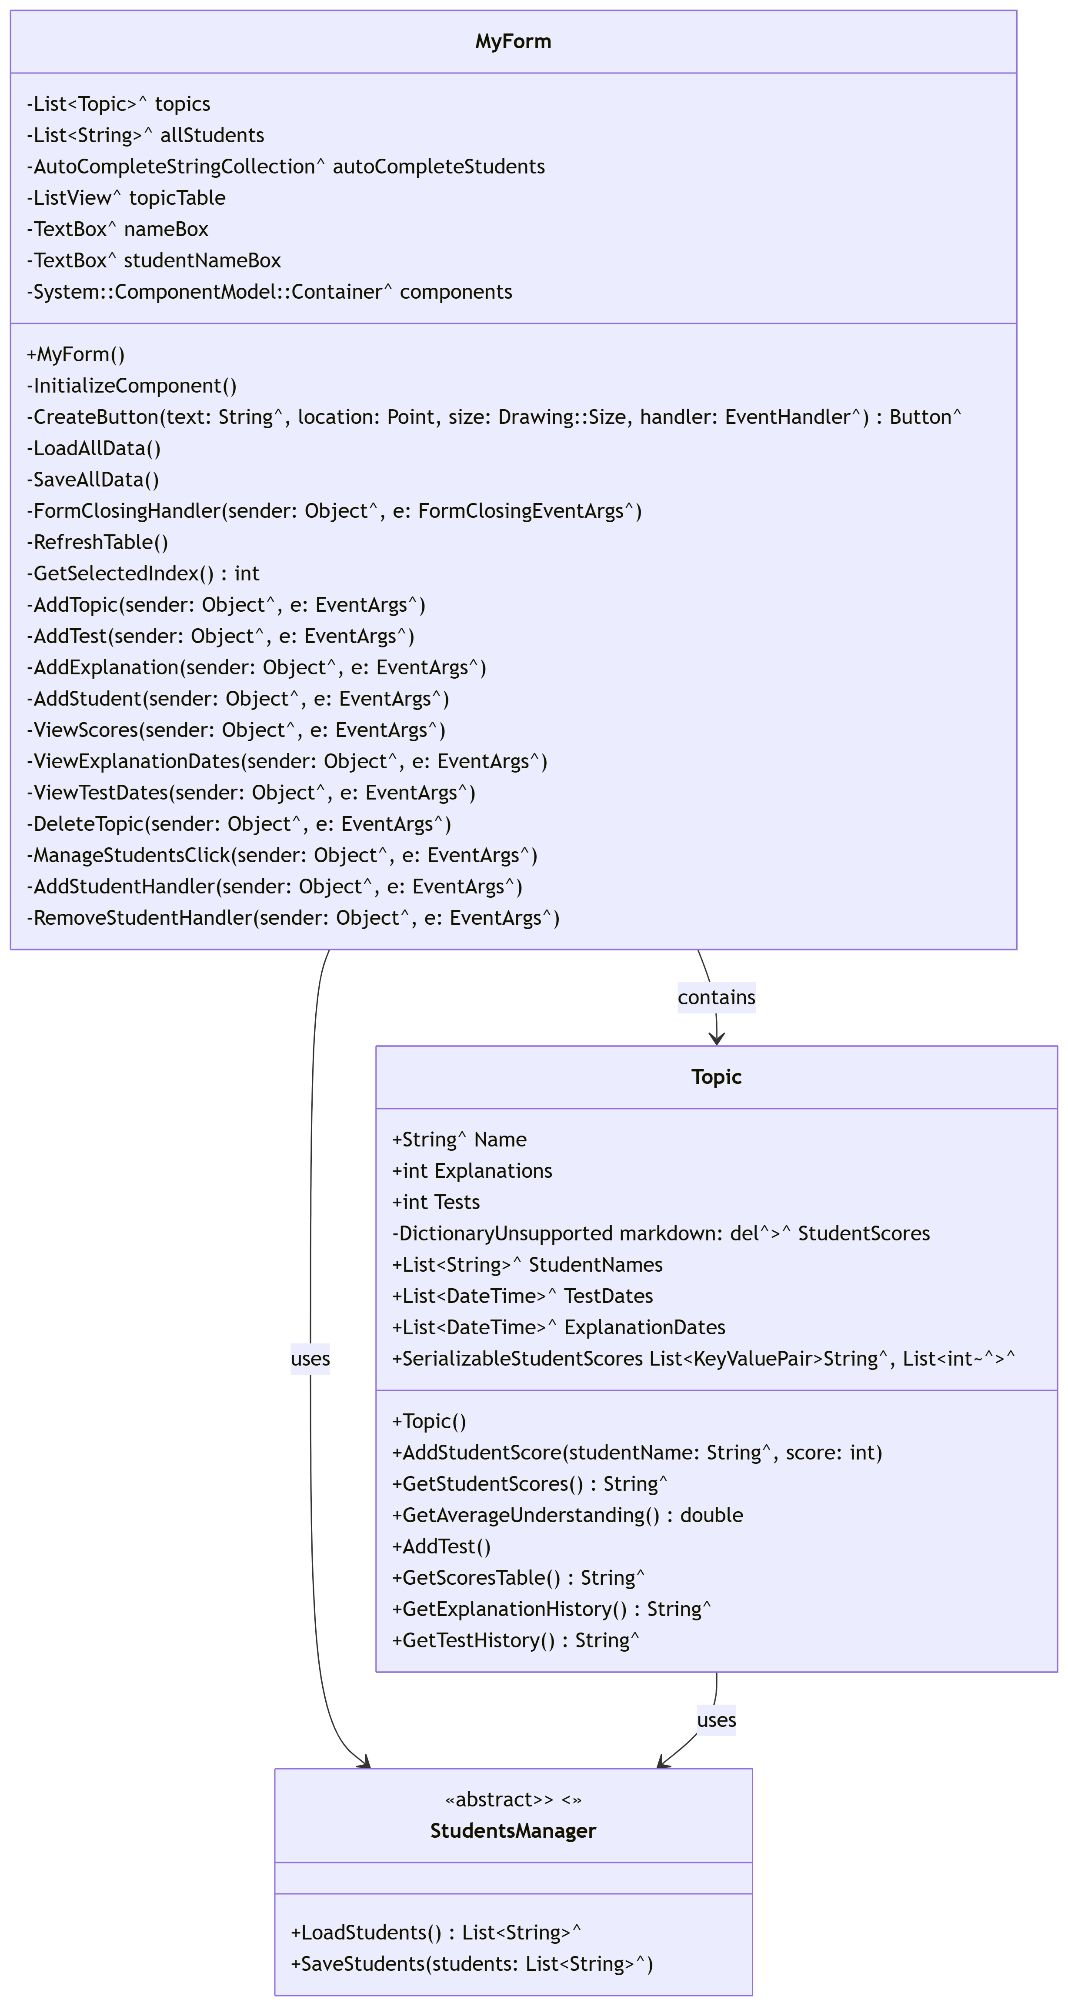 MyForm
-List<Topic>^ topics
-List<String>^ allStudents
-AutoCompleteStringCollection^ autoCompleteStudents
-ListView^ topicTable
-TextBox^ nameBox
-TextBox^ studentNameBox
-System::ComponentModel::Container^ components
+MyForm()
-InitializeComponent()
-CreateButton(text: String^, location: Point, size: Drawing::Size, handler: EventHandler^) : Button^
-LoadAllData()
-SaveAllData()
-FormClosingHandler(sender: Object^, e: FormClosingEventArgs^)
-RefreshTable()
-GetSelectedIndex() : int
-AddTopic(sender: Object^, e: EventArgs^)
-AddTest(sender: Object^, e: EventArgs^)
-AddExplanation(sender: Object^, e: EventArgs^)
-AddStudent(sender: Object^, e: EventArgs^)
-ViewScores(sender: Object^, e: EventArgs^)
-ViewExplanationDates(sender: Object^, e: EventArgs^)
-ViewTestDates(sender: Object^, e: EventArgs^)
-DeleteTopic(sender: Object^, e: EventArgs^)
-ManageStudentsClick(sender: Object^, e: EventArgs^)
-AddStudentHandler(sender: Object^, e: EventArgs^)
-RemoveStudentHandler(sender: Object^, e: EventArgs^)
contains
Topic
+String^ Name
+int Explanations
+int Tests
-DictionaryUnsupported markdown: del^>^ StudentScores
+List<String>^ StudentNames
+List<DateTime>^ TestDates
+List<DateTime>^ ExplanationDates
+SerializableStudentScores List<KeyValuePair>String^, List<int~^>^
+Topic()
+AddStudentScore(studentName: String^, score: int)
+GetStudentScores() : String^
+GetAverageUnderstanding() : double
+AddTest()
+GetScoresTable() : String^
+GetExplanationHistory() : String^
+GetTestHistory() : String^
uses
uses
«abstract>> <»
StudentsManager
+LoadStudents() : List<String>^
+SaveStudents(students: List<String>^)